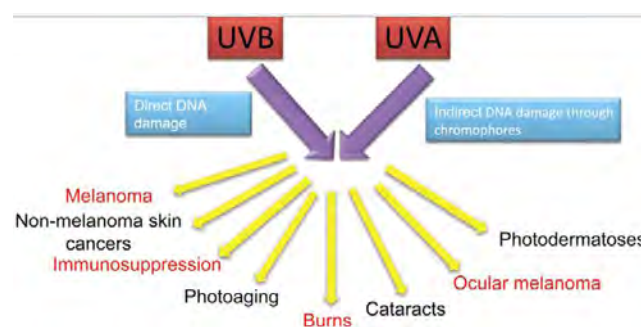 UVB
UVA
Direct DNA
damage
Indirect DNA damage through
chromophores
Melanoma
Non-melanoma skin
cancers
Immunosuppression
Photoaging
Burns
Cataracts
Ocular melanoma
Photodermatoses